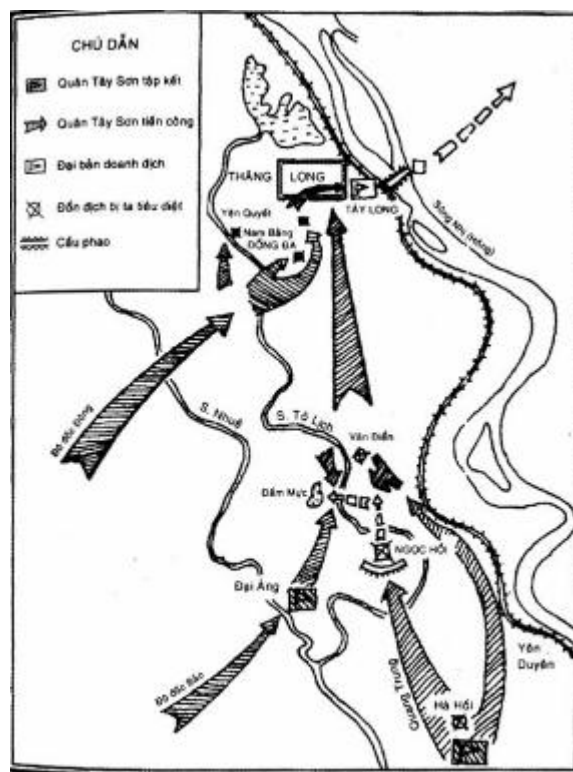 CHÚ DẪN
Quân Tây Sơn tập kết
Quân Tây Sơn tiến công
Đại bản doanh địch
Đồn địch bị ta tiêu diệt
Cầu phao
THĂNG
LONG
TÂY LONG
Sông Nhị (Hồng)
Yên Quyết
Nam Đồng
ĐỐNG ĐA
Đô đốc Đông
S. Nhuệ
S. Tô Lịch
Văn Điển
Đầm Mực
NGỌC HỒI
Đại Áng
Yên
Duyên
Đô đốc Bảo
Quang Trung
Hà Hồi